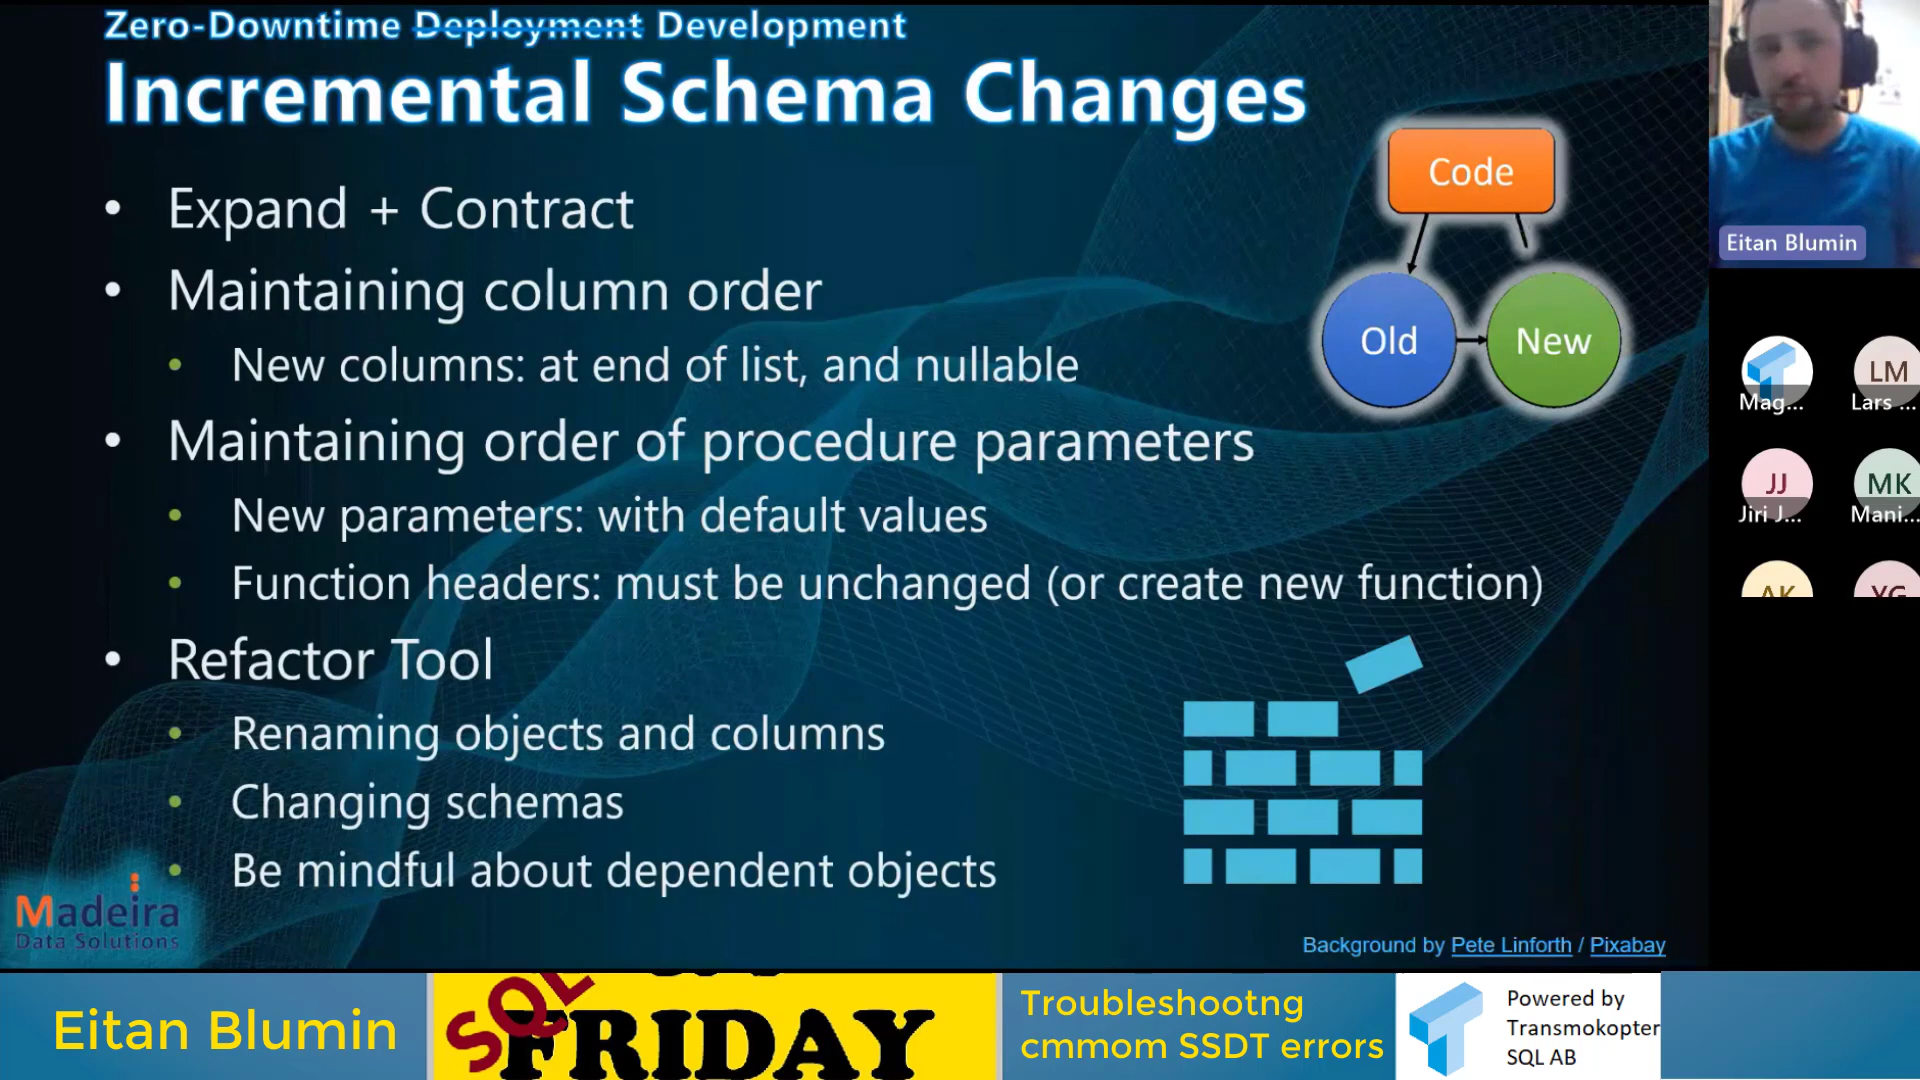 Zero-Downtime Deployment Development
Incremental Schema Changes
• Expand + Contract
• Maintaining column order
• New columns: at end of list, and nullable
• Maintaining order of procedure parameters
• New parameters: with default values
• Function headers: must be unchanged (or create new function)
• Refactor Tool
• Renaming objects and columns
• Changing schemas
• Be mindful about dependent objects
Code
Old
New
Madeira
Data Solutions
Background by Pete Linforth / Pixabay
Eitan Blumin
Mag...
LM
Lars ...
JJ
Jiri J...
MK
Mani...
AK
YG
Eitan Blumin
SQL
FRIDAY
Troubleshootng
cmmom SSDT errors
Powered by
Transmokopter
SQL AB